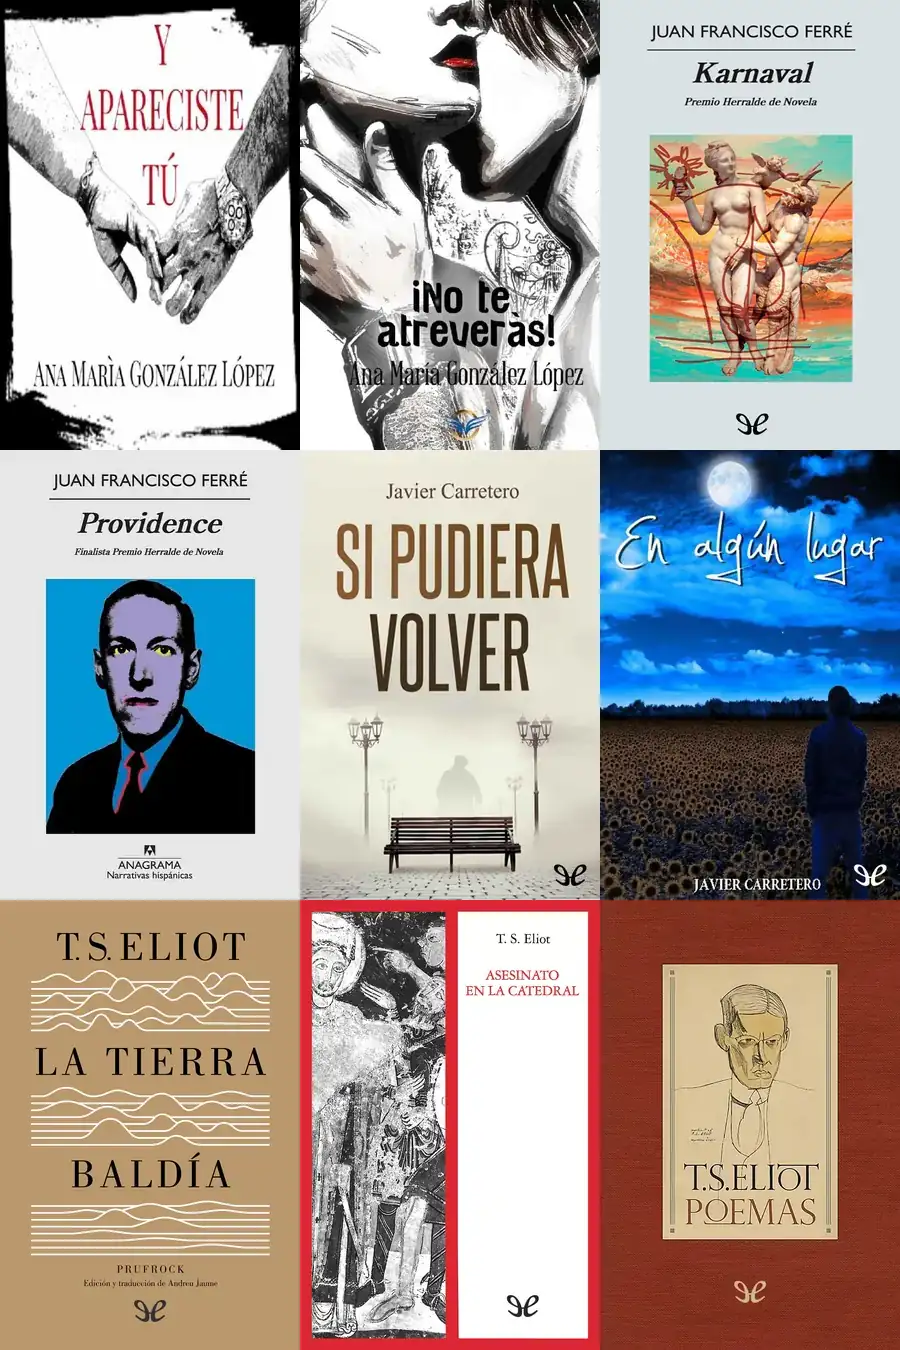 Y
APARECISTE
TÚ
ANA MARÌA GONZÁLEZ LÓPEZ
¡No te
atreveràs!
Ana María González López
JUAN FRANCISCO FERRÉ
Karnaval
Premio Herralde de Novela
JUAN FRANCISCO FERRÉ
Providence
Finalista Premio Herralde de Novela
ANAGRAMA
Narrativas hispánicas
Javier Carretero
SI PUDIERA
VOLVER
En algún lugar
JAVIER CARRETERO
T.S. ELIOT
LA TIERRA
BALDÍA
PRUFROCK
Edición y traducción de Andreu Jaume
T. S. Eliot
ASESINATO
EN LA CATEDRAL
T.S. ELIOT
POEMAS